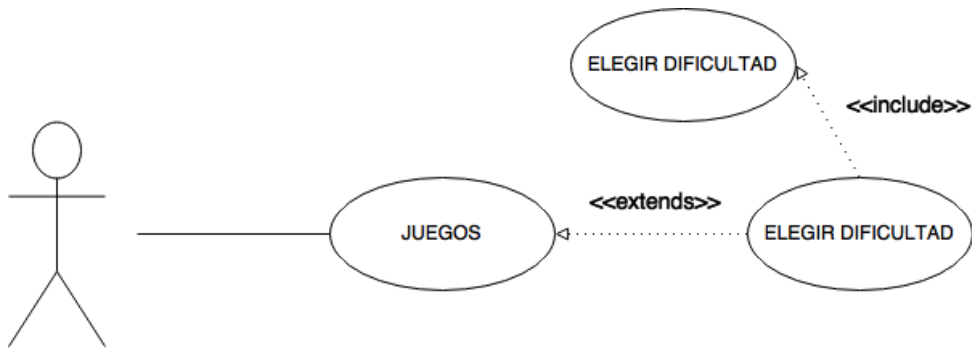 ELEGIR DIFICULTAD
<<include>>
<<extends>>
JUEGOS
ELEGIR DIFICULTAD